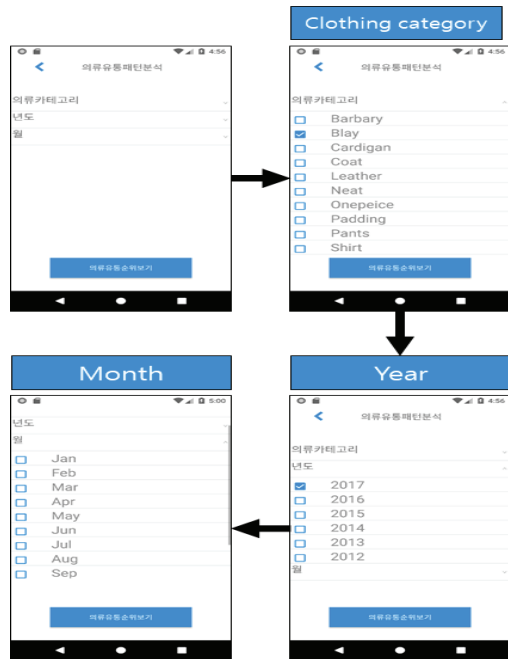 Clothing category
4:56
의류유통패턴분석
의류카테고리
년도
월
의류유통순위보기
4:56
의류유통패턴분석
의류카테고리
Barbary
Blay
Cardigan
Coat
Leather
Neat
Onepeice
Padding
Pants
Shirt
의류유통순위보기
Month
5:00
년도
월
Jan
Feb
Mar
Apr
May
Jun
Jul
Aug
Sep
의류유통순위보기
Year
4:56
의류유통패턴분석
의류카테고리
년도
2017
2016
2015
2014
2013
2012
월
의류유통순위보기